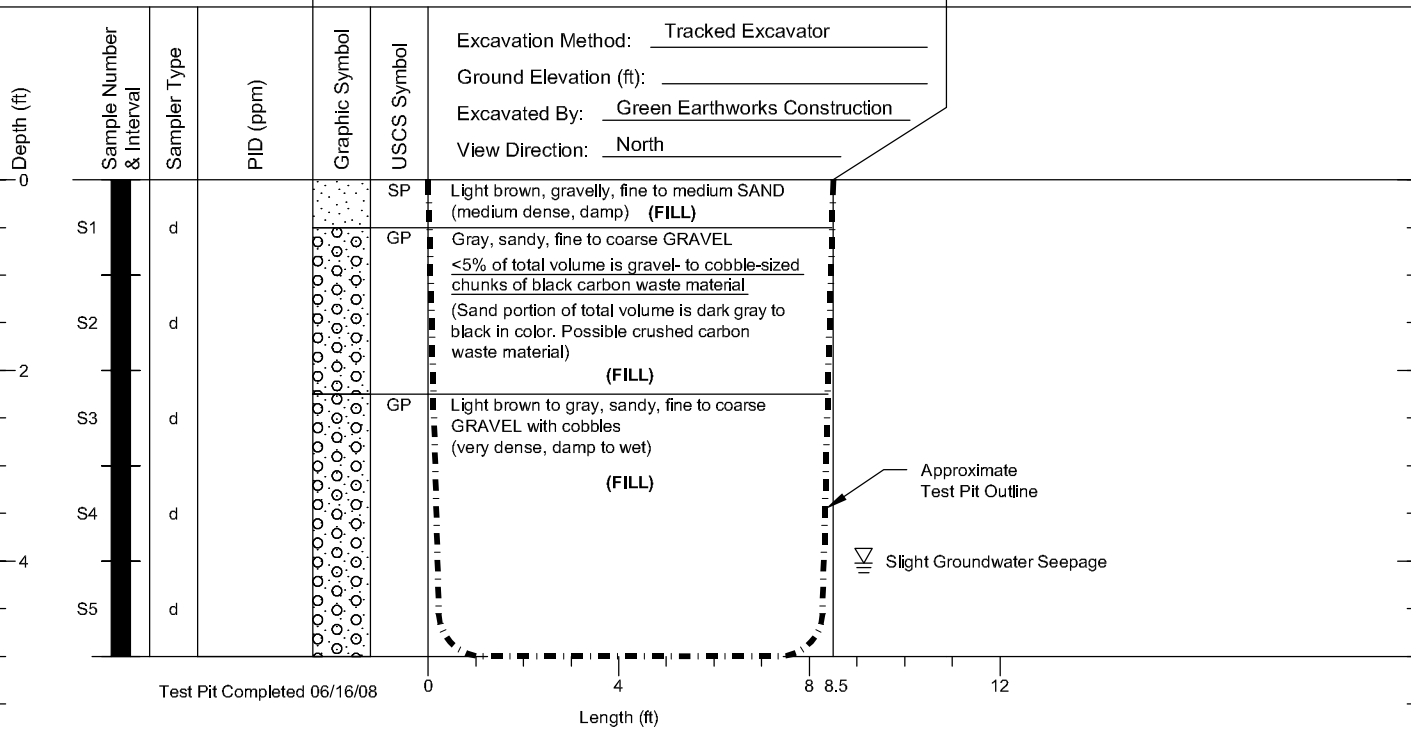 Excavation Method: Tracked Excavator
Ground Elevation (ft):
Excavated By: Green Earthworks Construction
View Direction: North
Depth (ft)
Sample Number
& Interval
Sampler Type
PID (ppm)
Graphic Symbol
USCS Symbol
0
SP Light brown, gravelly, fine to medium SAND
(medium dense, damp) (FILL)
S1 d
GP Gray, sandy, fine to coarse GRAVEL
<5% of total volume is gravel- to cobble-sized
chunks of black carbon waste material
(Sand portion of total volume is dark gray to
S2 d
black in color. Possible crushed carbon
waste material)
2
(FILL)
GP Light brown to gray, sandy, fine to coarse
S3 d
GRAVEL with cobbles
(very dense, damp to wet)
(FILL)
Approximate
Test Pit Outline
S4 d
4
Slight Groundwater Seepage
S5 d
Test Pit Completed 06/16/08
0 4 8 8.5 12
Length (ft)